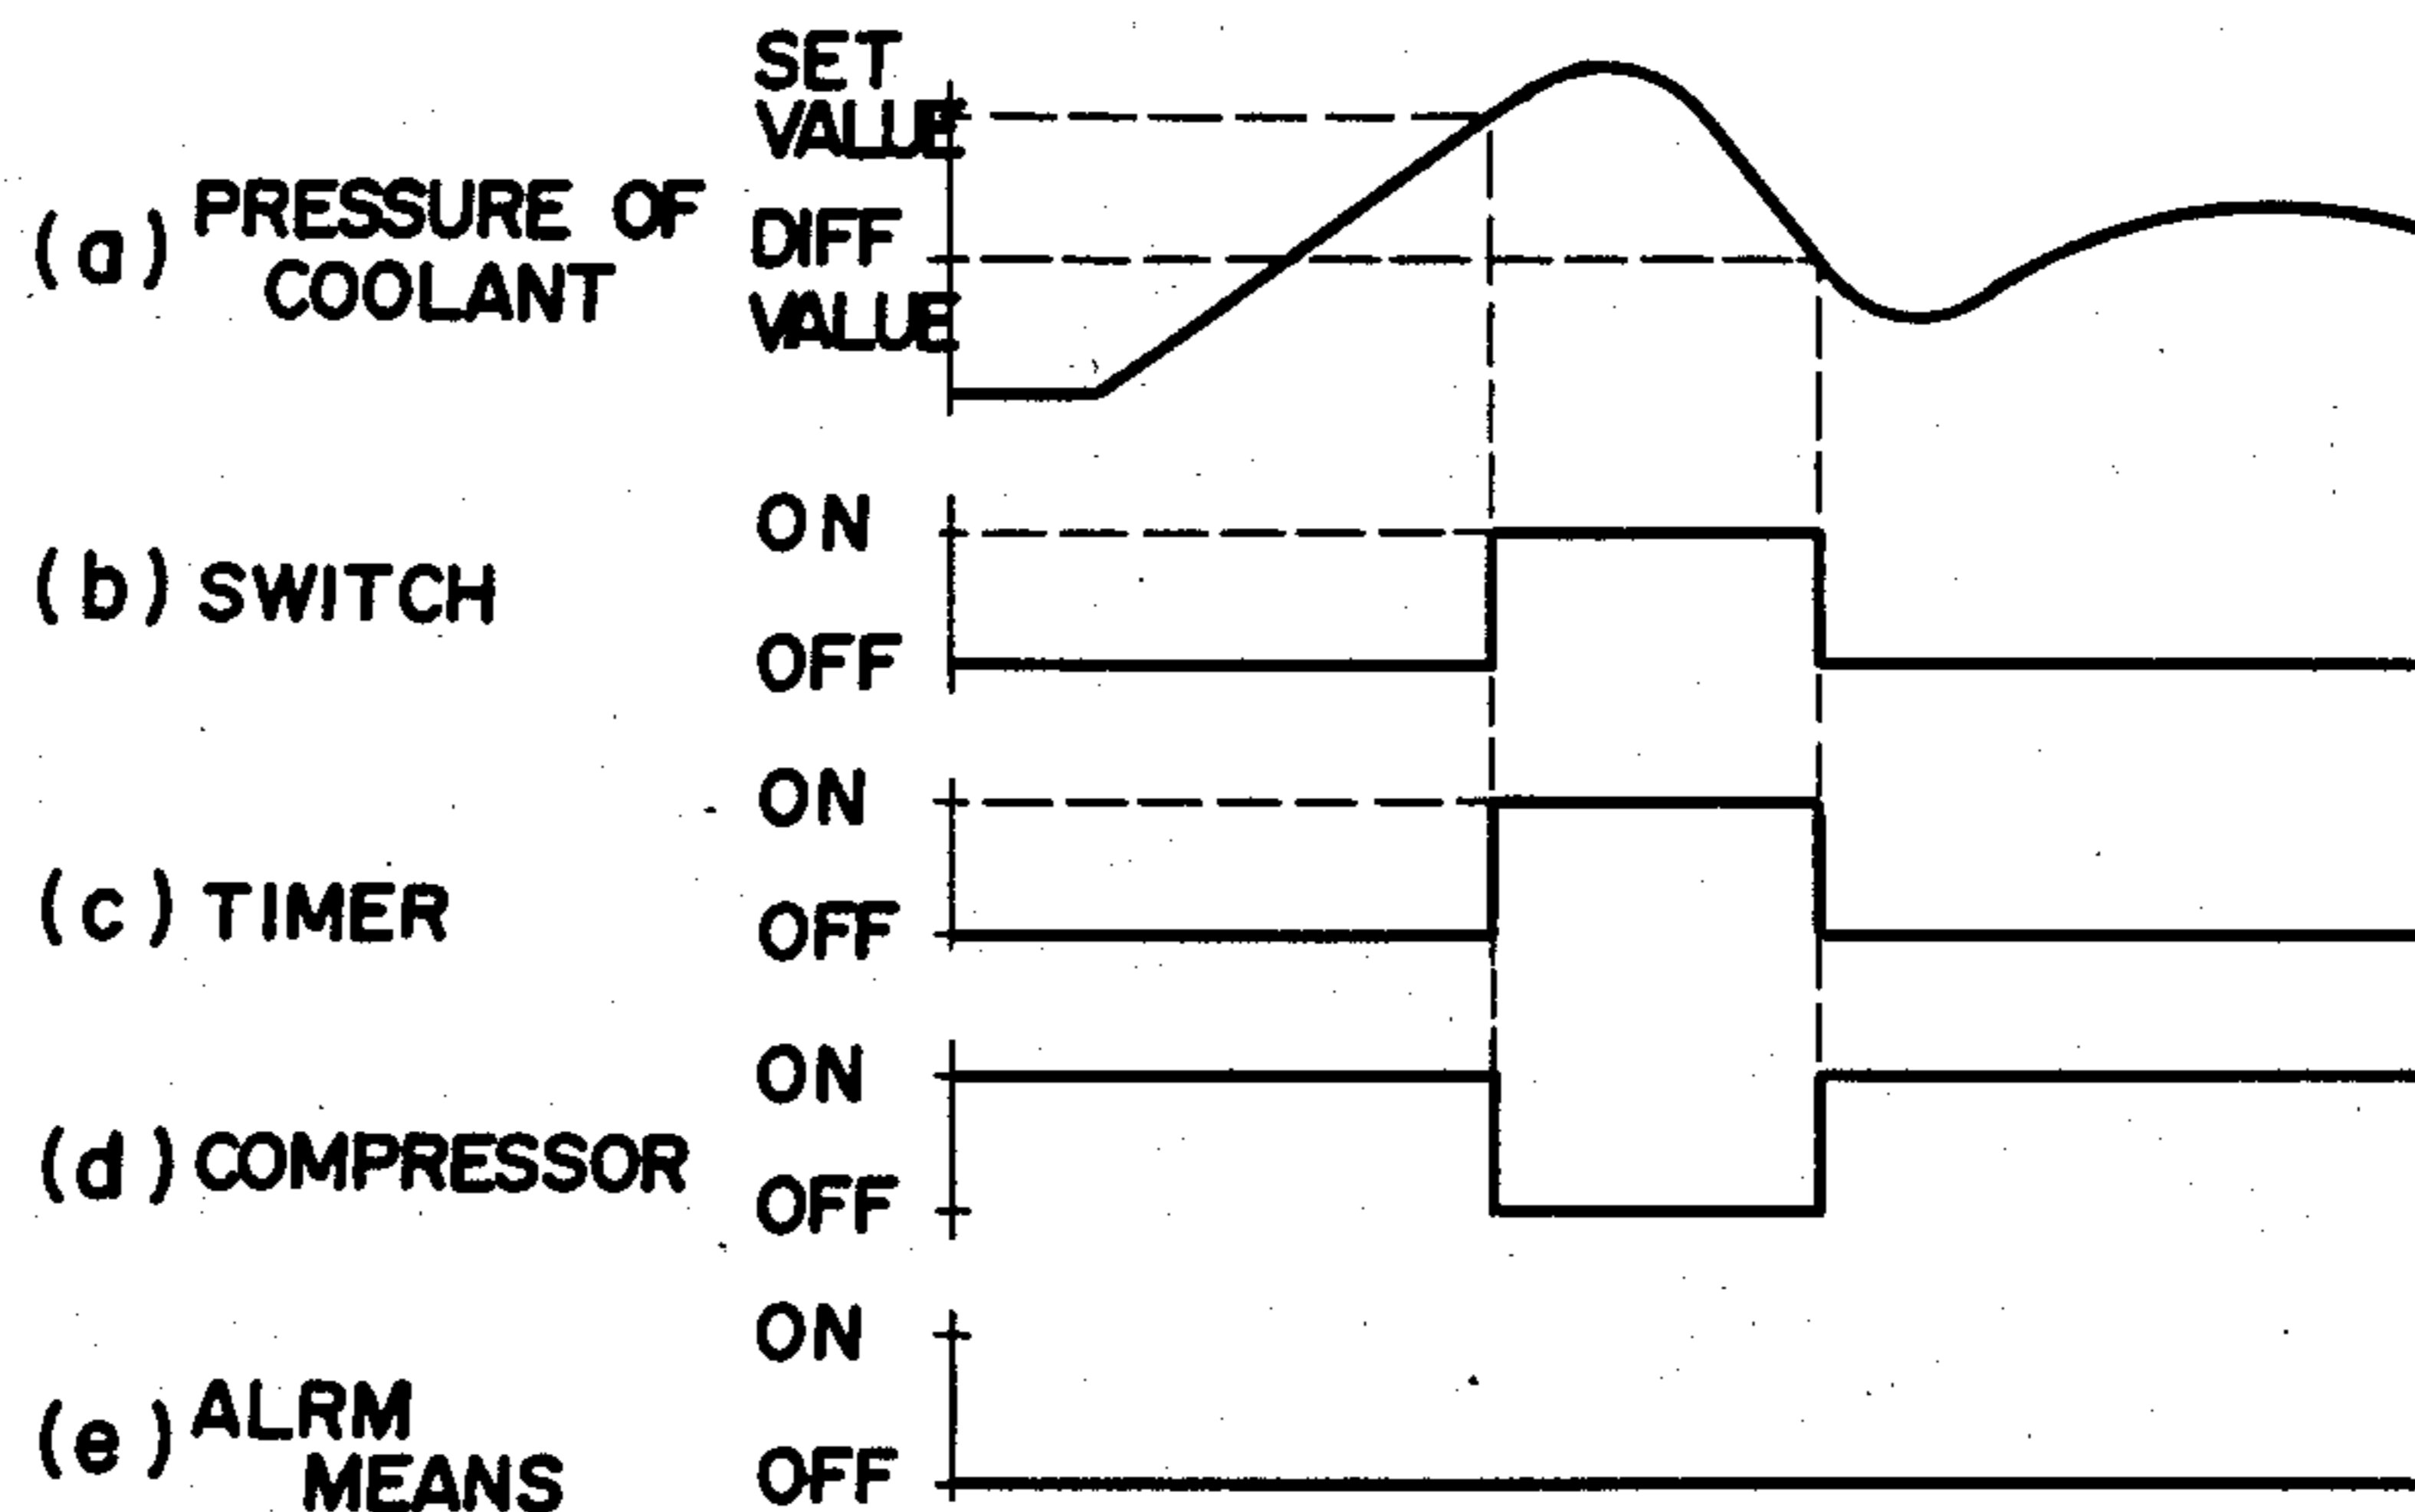 SET
VALUE
(a) PRESSURE OF
COOLANT
DIFF
VALUE
ON
(b) SWITCH
OFF
ON
(c) TIMER
OFF
ON
(d) COMPRESSOR
OFF
ON
(e) ALRM
MEANS
OFF